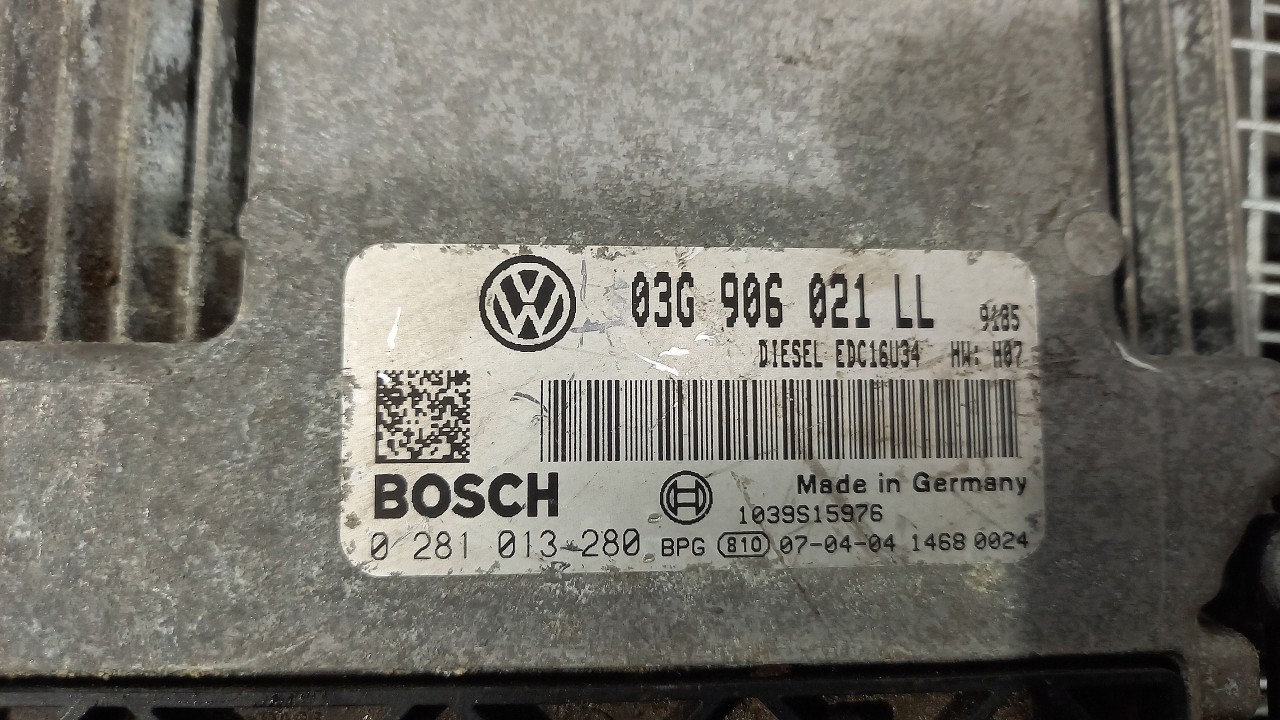 03G 906 021 LL 9185
DIESEL EDC16U34 HW: H07
BOSCH
Made in Germany
1039S15976
0 281 013-280 BPG 810 07-04-04 1468 0024